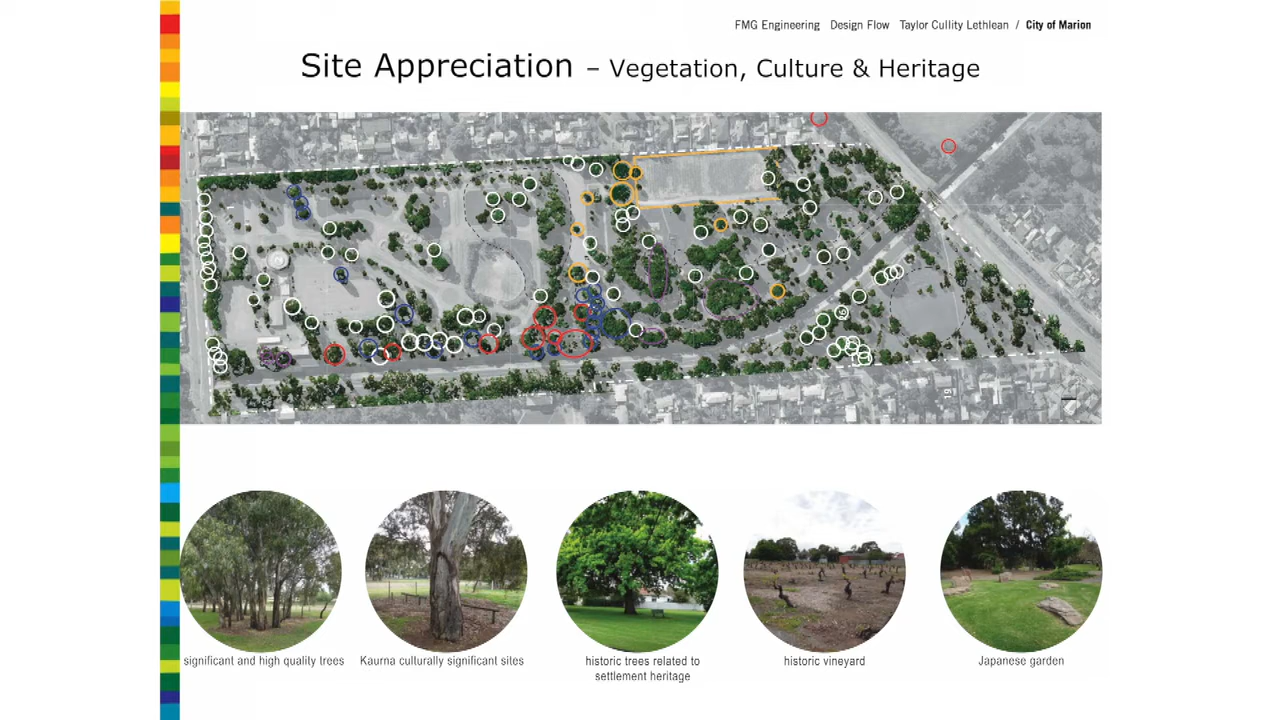 FMG Engineering Design Flow Taylor Cullity Lethlean / City of Marion
Site Appreciation – Vegetation, Culture & Heritage
significant and high quality trees
Kaurna culturally significant sites
historic trees related to
settlement heritage
historic vineyard
Japanese garden